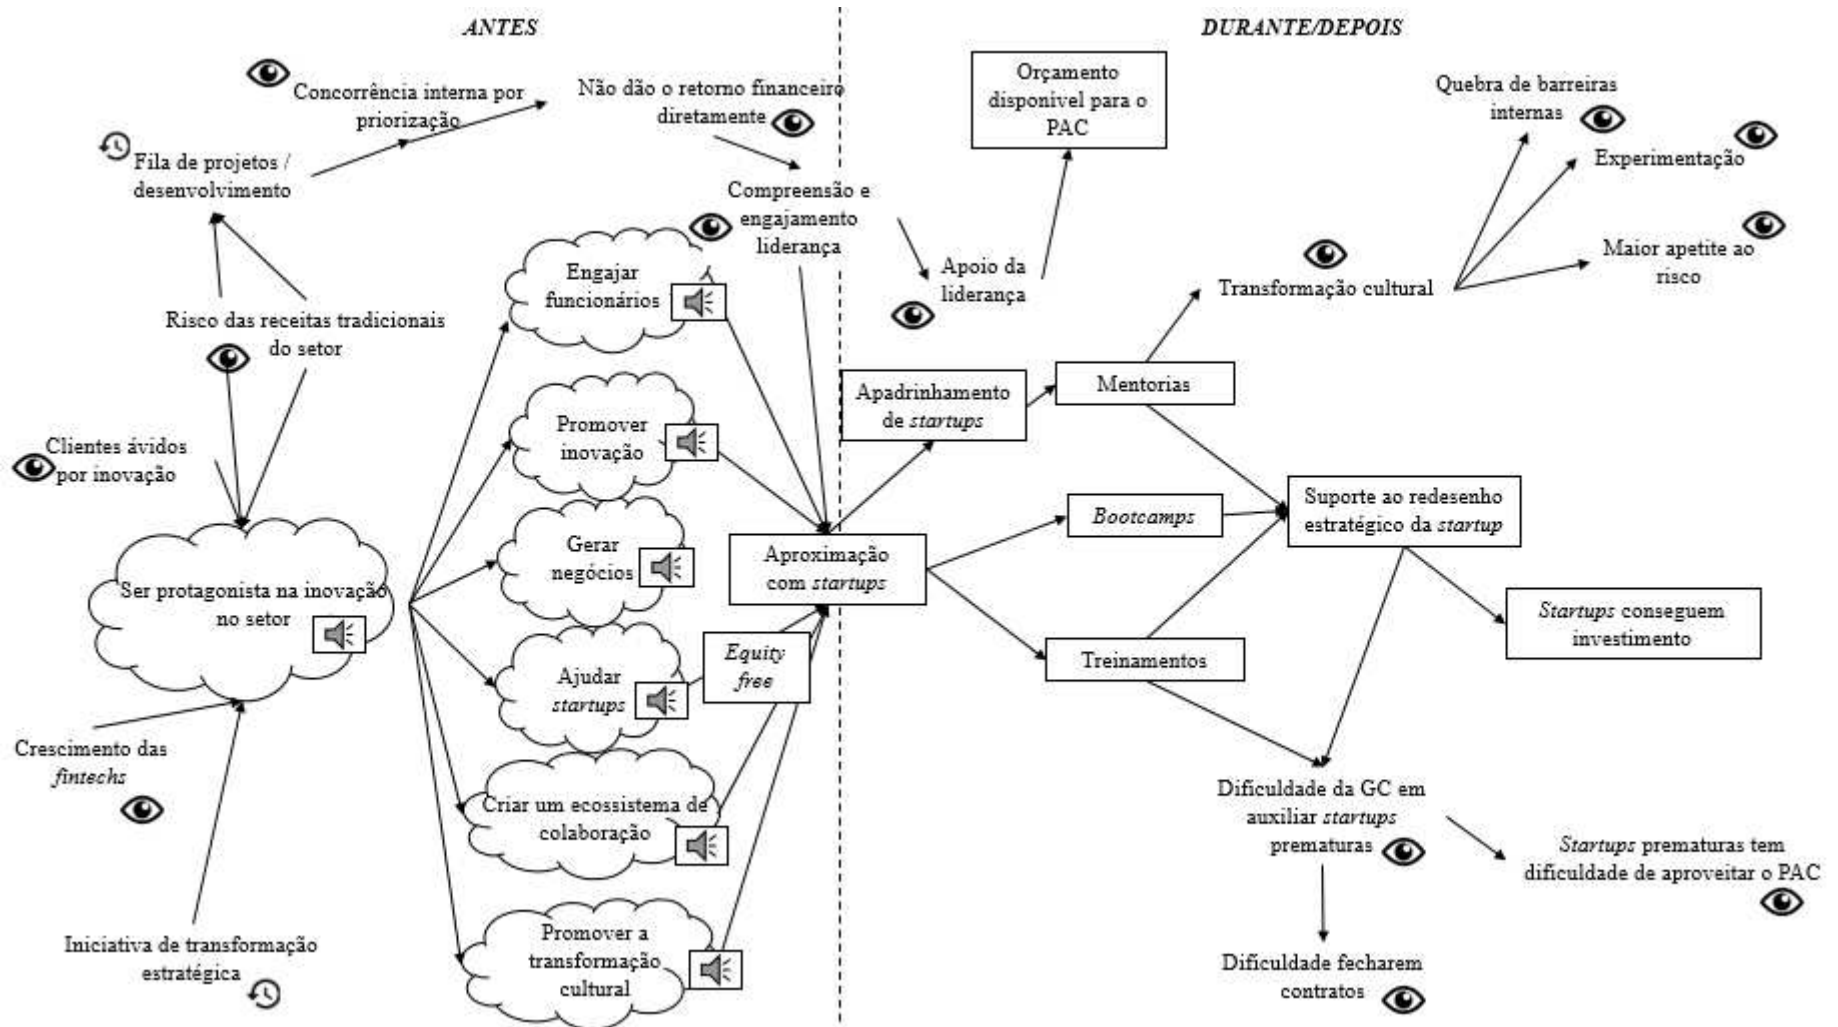 ANTES
DURANTE/DEPOIS
Concorrência interna por
priorização
Não dão o retorno financeiro
diretamente
Fila de projetos /
desenvolvimento
Compreensão e
engajamento
liderança
Risco das receitas tradicionais
do setor
Clientes ávidos
por inovação
Ser protagonista na inovação
no setor
Crescimento das
fintechs
Iniciativa de transformação
estratégica
Engajar
funcionários
Promover
inovação
Gerar
negócios
Ajudar
startups
Criar um ecossistema de
colaboração
Promover a
transformação
cultural
Equity
free
Aproximação
com startups
Orçamento
disponível para o
PAC
Apoio da
liderança
Apadrinhamento
de startups
Mentorias
Bootcamps
Treinamentos
Transformação cultural
Quebra de barreiras
internas
Experimentação
Maior apetite ao
risco
Suporte ao redesenho
estratégico da startup
Startups conseguem
investimento
Dificuldade da GC em
auxiliar startups
prematuras
Startups prematuras tem
dificuldade de aproveitar o PAC
Dificuldade fecharem
contratos